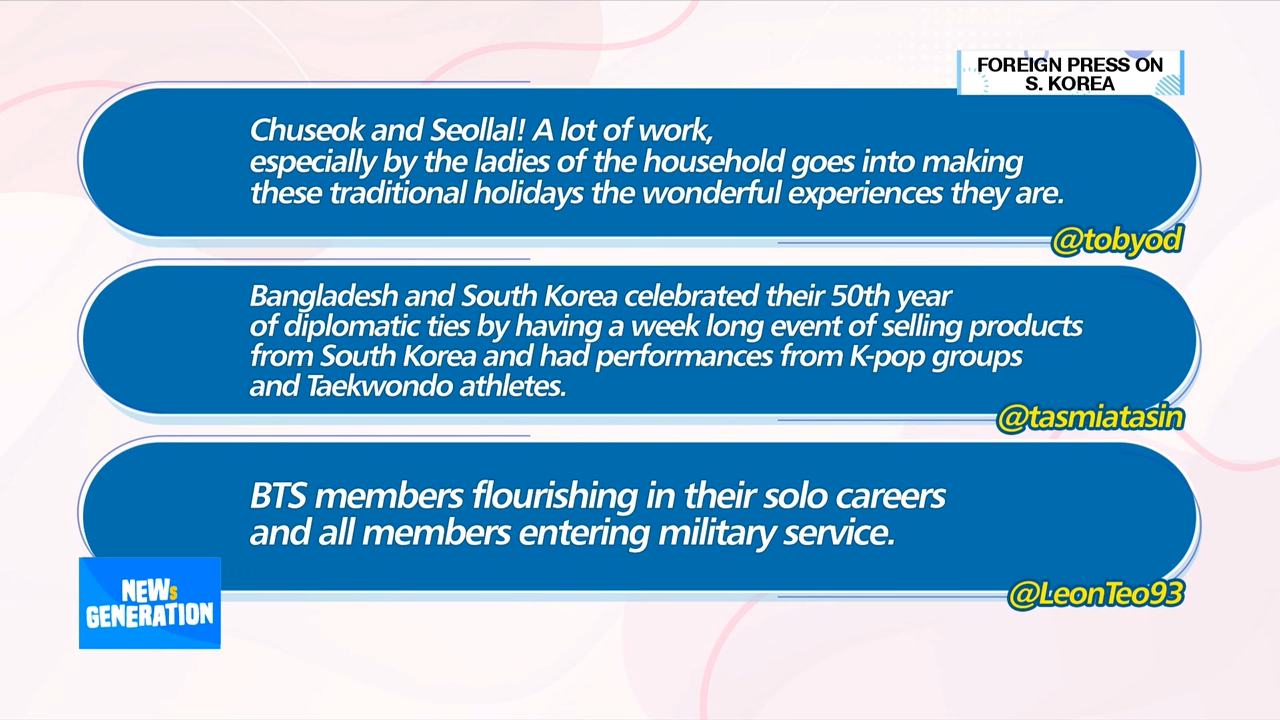 FOREIGN PRESS ON
S. KOREA
Chuseok and Seollal! A lot of work,
especially by the ladies of the household goes into making
these traditional holidays the wonderful experiences they are.
@tobyod
Bangladesh and South Korea celebrated their 50th year
of diplomatic ties by having a week long event of selling products
from South Korea and had performances from K-pop groups
and Taekwondo athletes.
@tasmiatasin
BTS members flourishing in their solo careers
and all members entering military service.
@LeonTeo93
NEWs
GENERATION